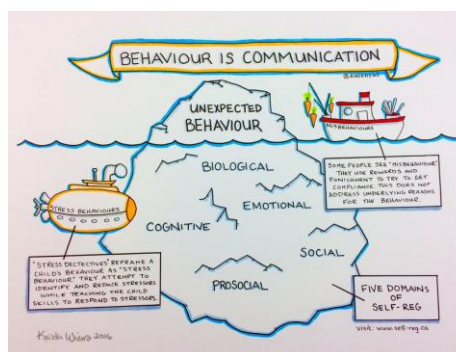 BEHAVIOUR IS COMMUNICATION
@KWIENS62
UNEXPECTED
BEHAVIOUR
MISBEHAVIOURS
SOME PEOPLE SEE "MISBEHAVIOUR"
THEY USE REWARDS AND
PUNISHMENT TO TRY TO GET
COMPLIANCE. THIS DOES NOT
ADDRESS UNDERLYING REASONS
FOR THE BEHAVIOUR.
BIOLOGICAL
EMOTIONAL
COGNITIVE
SOCIAL
PROSOCIAL
STRESS BEHAVIOURS
"STRESS DECTECTIVES" REFRAME A
CHILD'S BEHAVIOUR AS "STRESS
BEHAVIOUR" THEY ATTEMPT TO
IDENTIFY AND REDUCE STRESSORS
WHILE TEACHING THE CHILD
SKILLS TO RESPOND TO STRESSORS.
FIVE DOMAINS
OF
SELF-REG
Visit: www.self-reg.ca
Kristin Wiens 2016